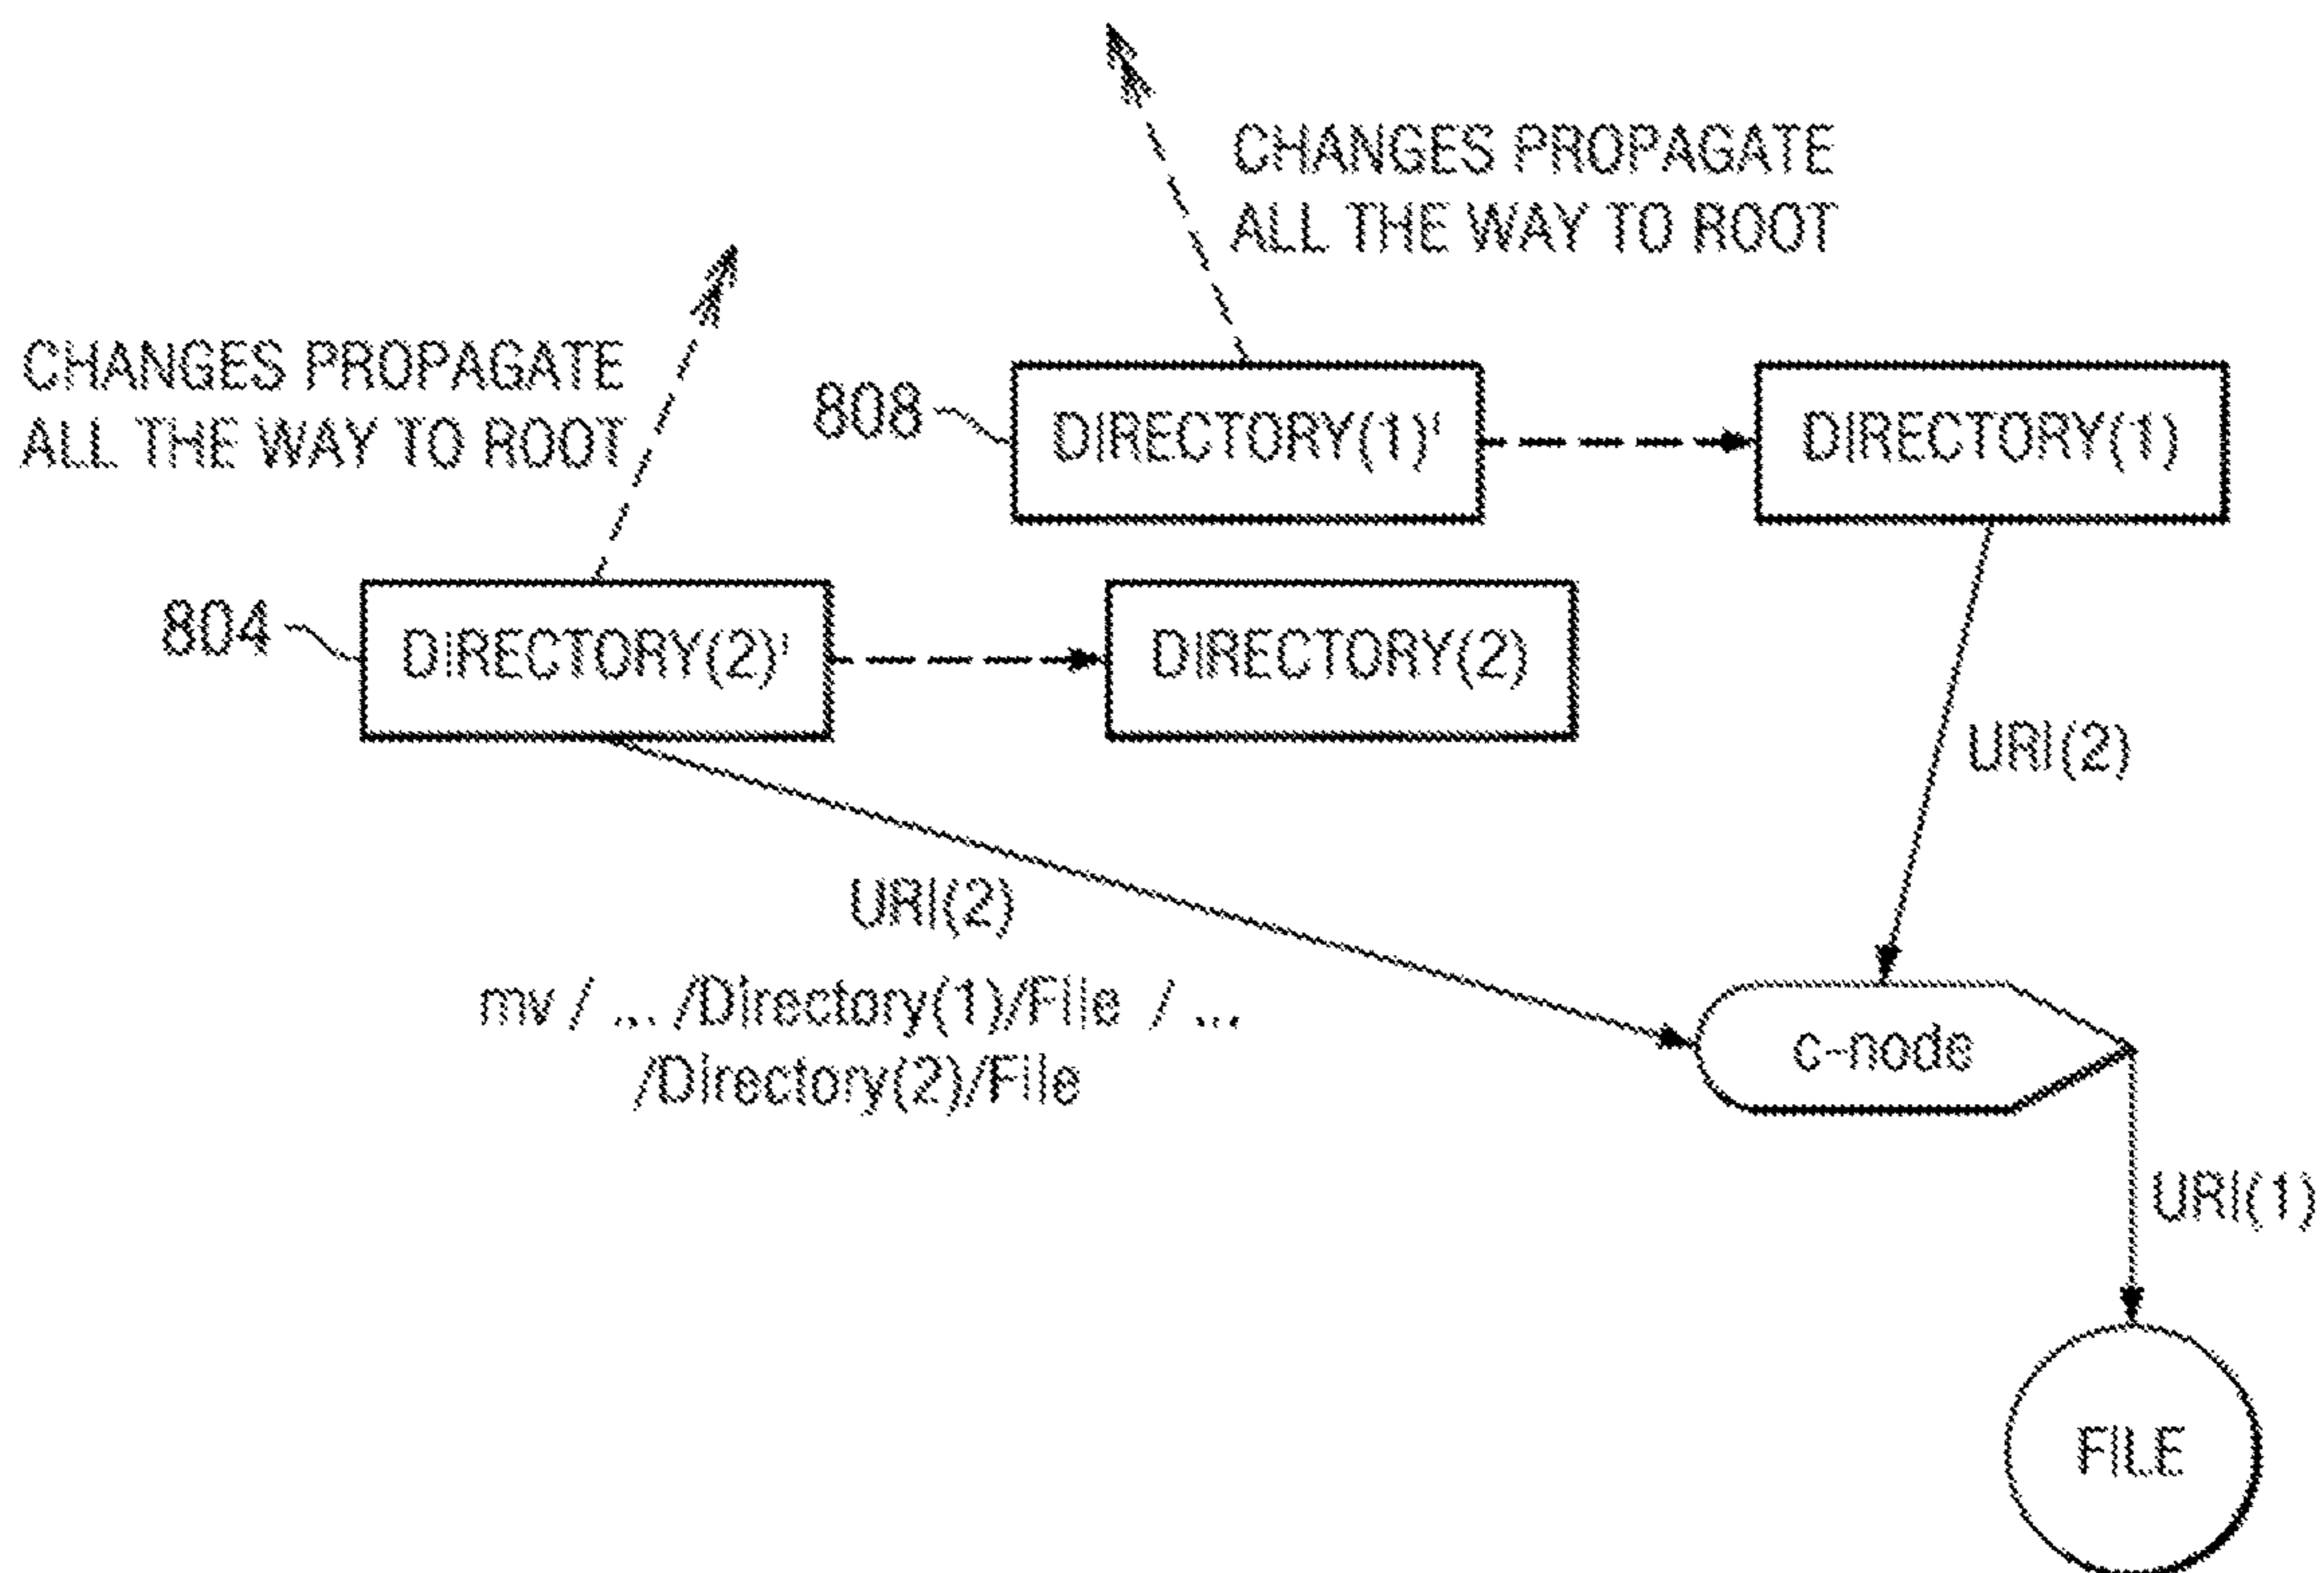 CHANGES PROPAGATE
ALL THE WAY TO ROOT
CHANGES PROPAGATE
ALL THE WAY TO ROOT
808
DIRECTORY(1)'
DIRECTORY(1)
804
DIRECTORY(2)'
DIRECTORY(2)
URI(2)
URI(2)
mv / ... /Directory(1)/File / ...
/Directory(2)/File
c-node
URI(1)
FILE